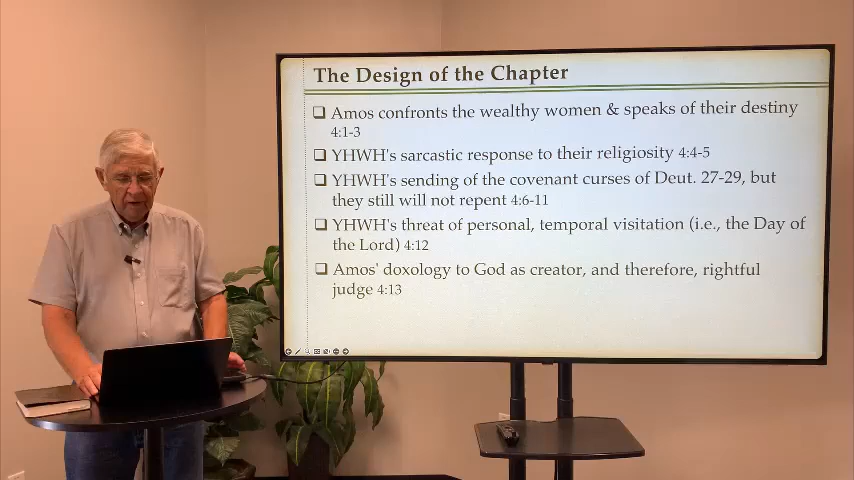 The Design of the Chapter
Amos confronts the wealthy women & speaks of their destiny
4:1-3
YHWH's sarcastic response to their religiosity 4:4-5
YHWH's sending of the covenant curses of Deut. 27-29, but
they still will not repent 4:6-11
YHWH's threat of personal, temporal visitation (i.e., the Day of
the Lord) 4:12
Amos' doxology to God as creator, and therefore, rightful
judge 4:13